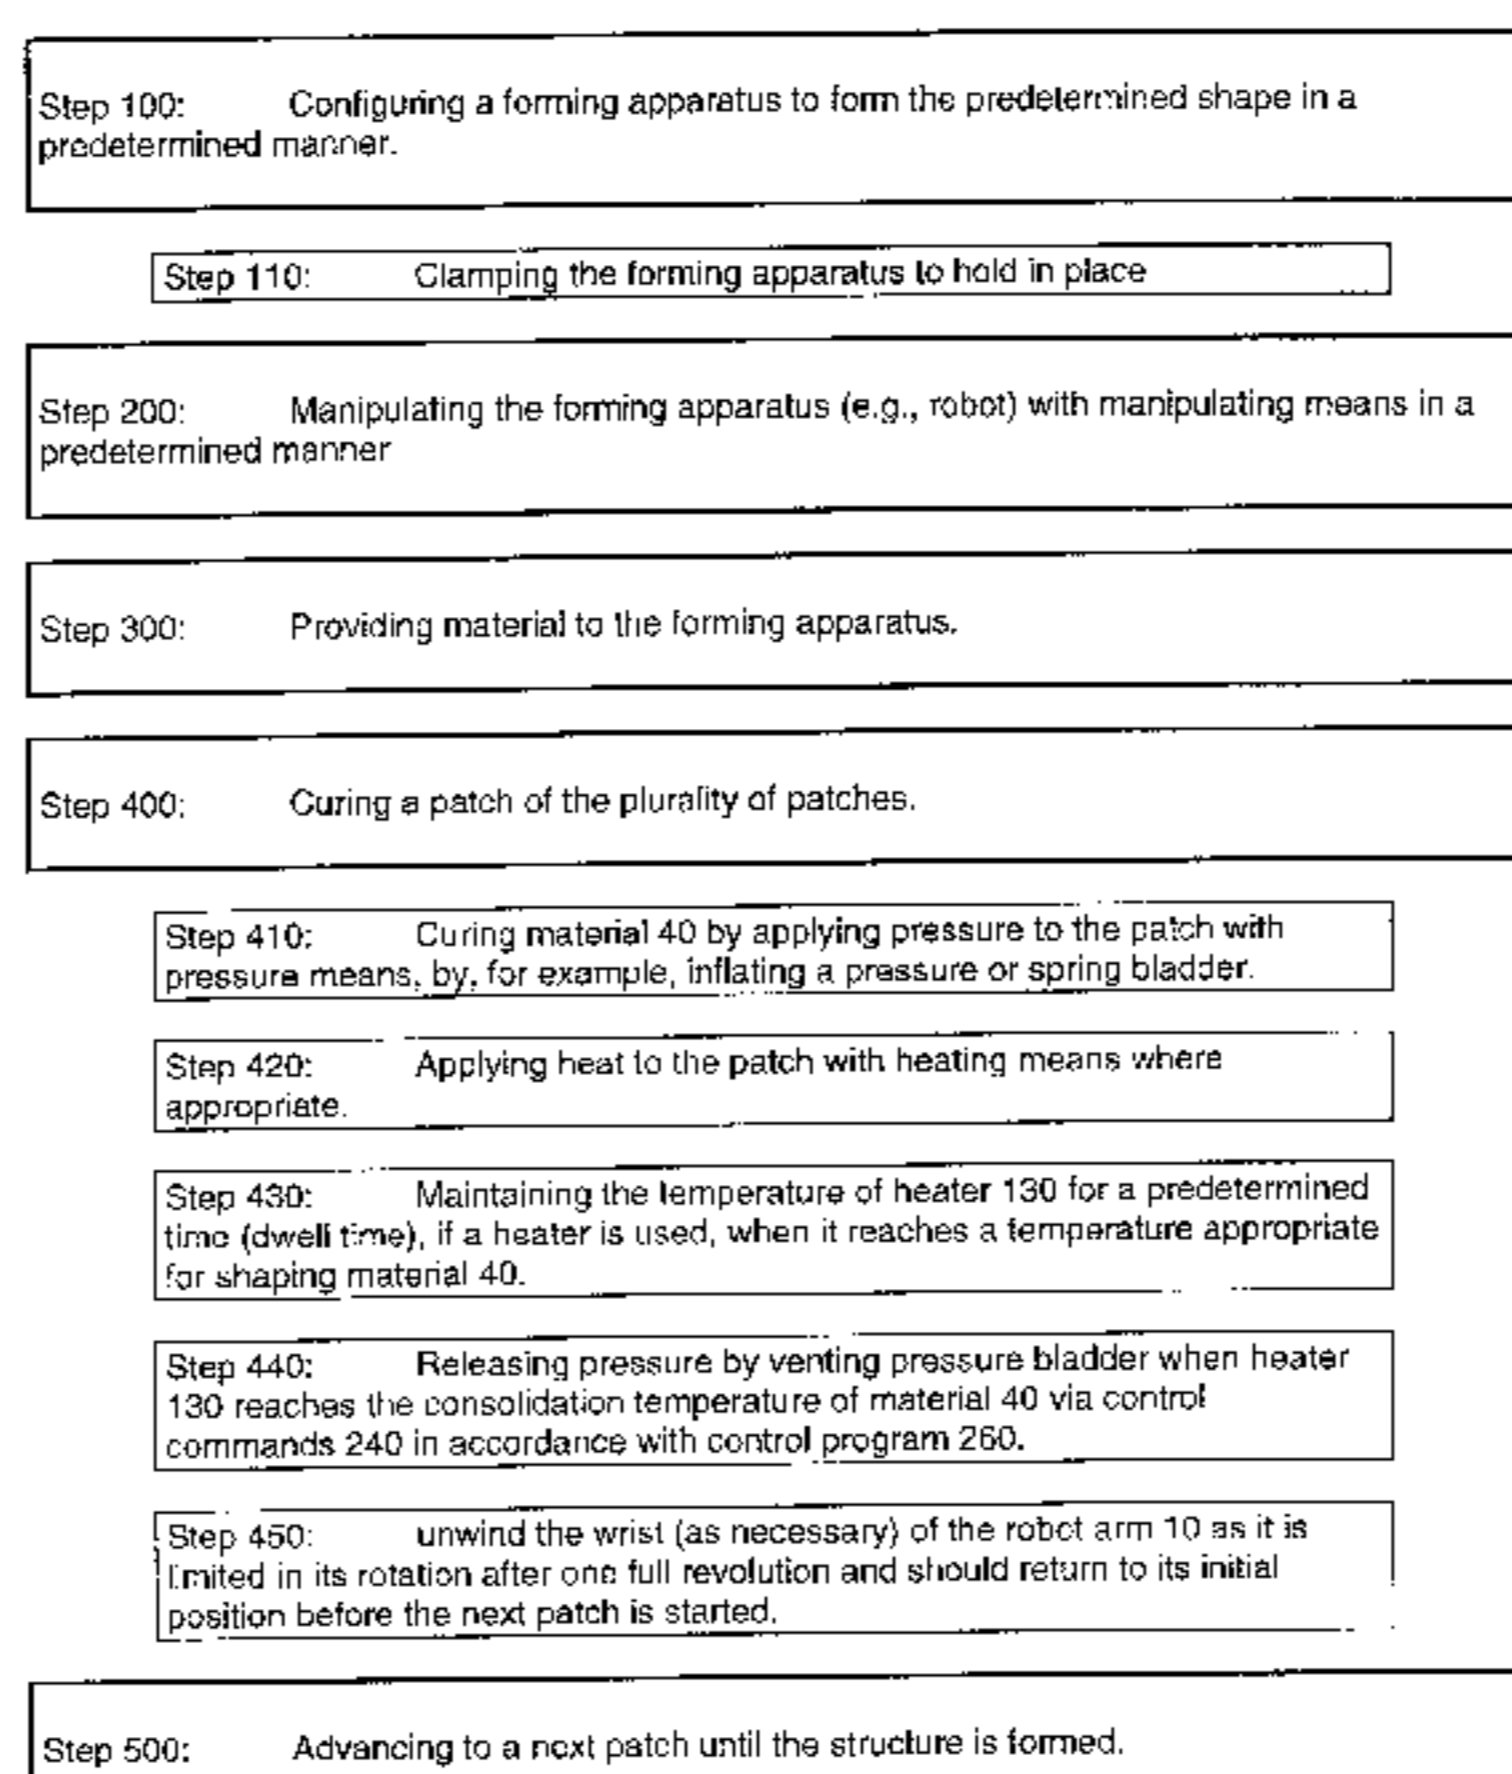 Step 100: Configuring a forming apparatus to form the predetermined shape in a
predetermined manner.
Step 110: Clamping the forming apparatus to hold in place
Step 200: Manipulating the forming apparatus (e.g., robot) with manipulating means in a
predetermined manner
Step 300: Providing material to the forming apparatus.
Step 400: Curing a patch of the plurality of patches.
Step 410: Curing material 40 by applying pressure to the patch with
pressure means, by, for example, inflating a pressure or spring bladder.
Step 420: Applying heat to the patch with heating means where
appropriate.
Step 430: Maintaining the temperature of heater 130 for a predetermined
time (dwell time), if a heater is used, when it reaches a temperature appropriate
for shaping material 40.
Step 440: Releasing pressure by venting pressure bladder when heater
130 reaches the consolidation temperature of material 40 via control
commands 240 in accordance with control program 260.
Step 450: unwind the wrist (as necessary) of the robot arm 10 as it is
limited in its rotation after one full revolution and should return to its initial
position before the next patch is started.
Step 500: Advancing to a next patch until the structure is formed.